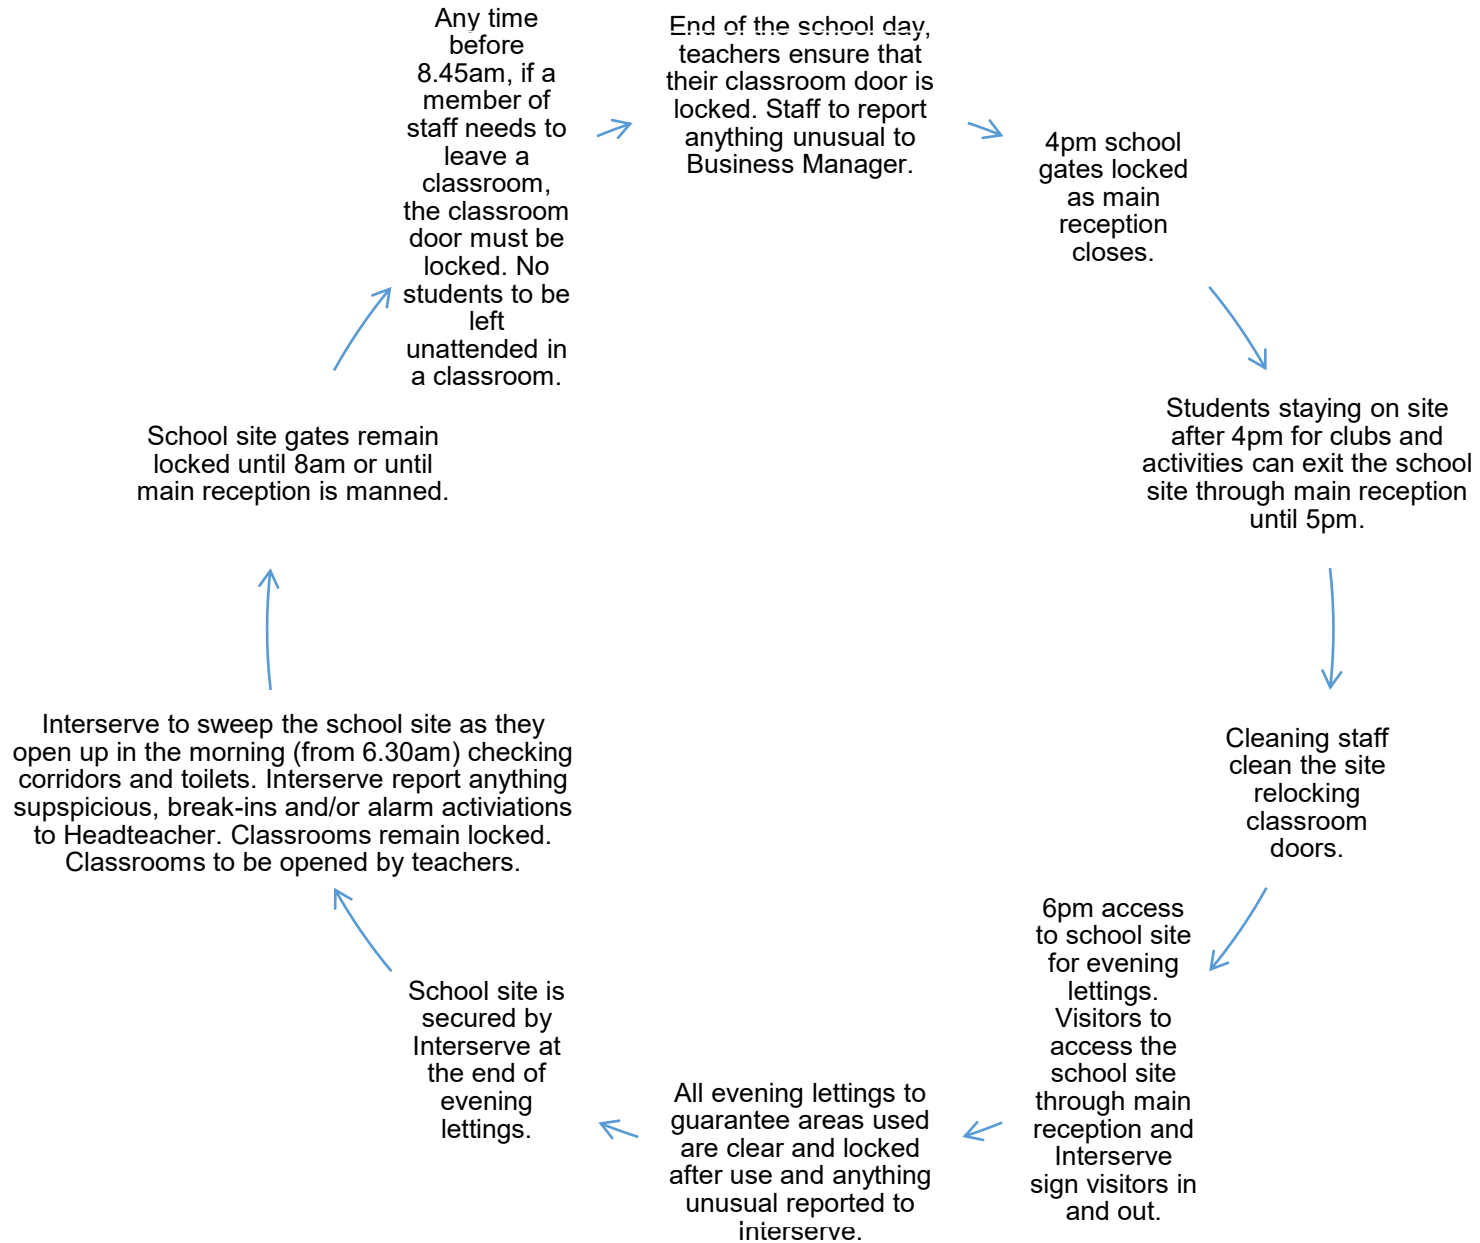 End of the school day,
teachers ensure that
their classroom door is
locked. Staff to report
anything unusual to
Business Manager.
4pm school
gates locked
as main
reception
closes.
Students staying on site
after 4pm for clubs and
activities can exit the school
site through main reception
until 5pm.
Cleaning staff
clean the site
relocking
classroom
doors.
6pm access
to school site
for evening
lettings.
Visitors to
access the
school site
through main
reception and
Interserve
sign visitors in
and out.
All evening lettings to
guarantee areas used
are clear and locked
after use and anything
unusual reported to
interserve.
School site is
secured by
Interserve at
the end of
evening
lettings.
Interserve to sweep the school site as they
open up in the morning (from 6.30am) checking
corridors and toilets. Interserve report anything
supspicious, break-ins and/or alarm activiations
to Headteacher. Classrooms remain locked.
Classrooms to be opened by teachers.
School site gates remain
locked until 8am or until
main reception is manned.
Any time
before
8.45am, if a
member of
staff needs to
leave a
classroom,
the classroom
door must be
locked. No
students to be
left
unattended in
a classroom.